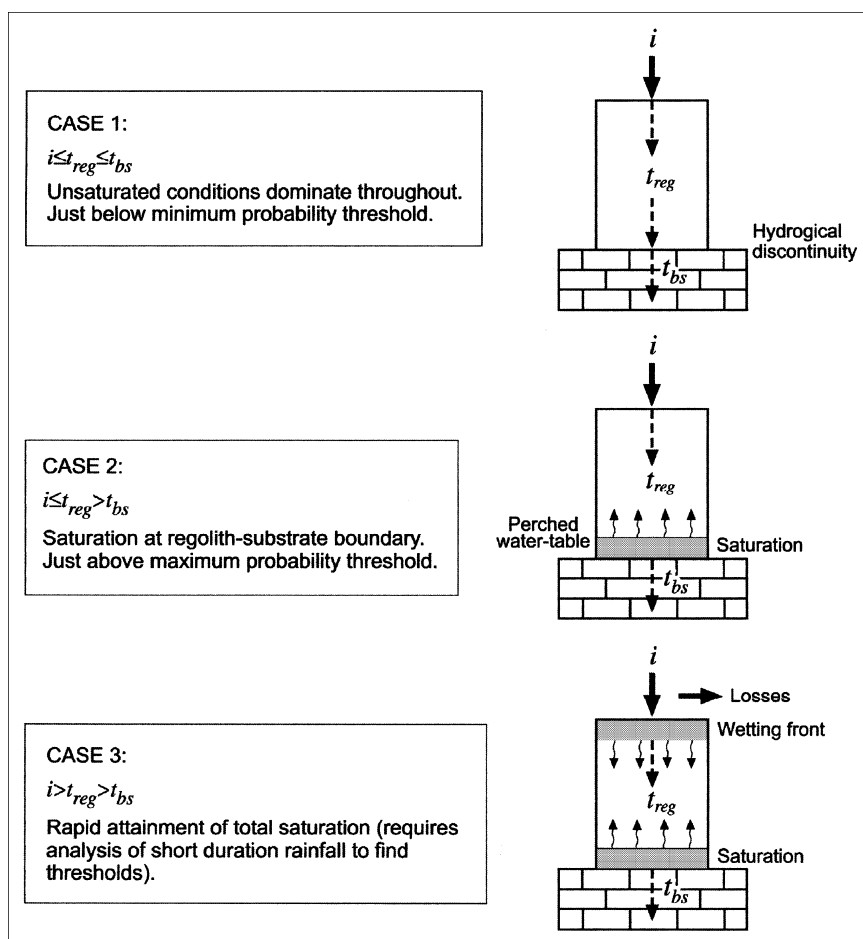 i
CASE 1:
i≤t_reg≤t_bs
Unsaturated conditions dominate throughout.
Just below minimum probability threshold.
t_reg
Hydrogical
discontinuity
t_bs
i
CASE 2:
i≤t_reg>t_bs
Saturation at regolith-substrate boundary.
Just above maximum probability threshold.
t_reg
Perched
water-table
Saturation
t_bs
i
Losses
Wetting front
CASE 3:
i>t_reg>t_bs
Rapid attainment of total saturation (requires
analysis of short duration rainfall to find
thresholds).
t_reg
Saturation
t_bs